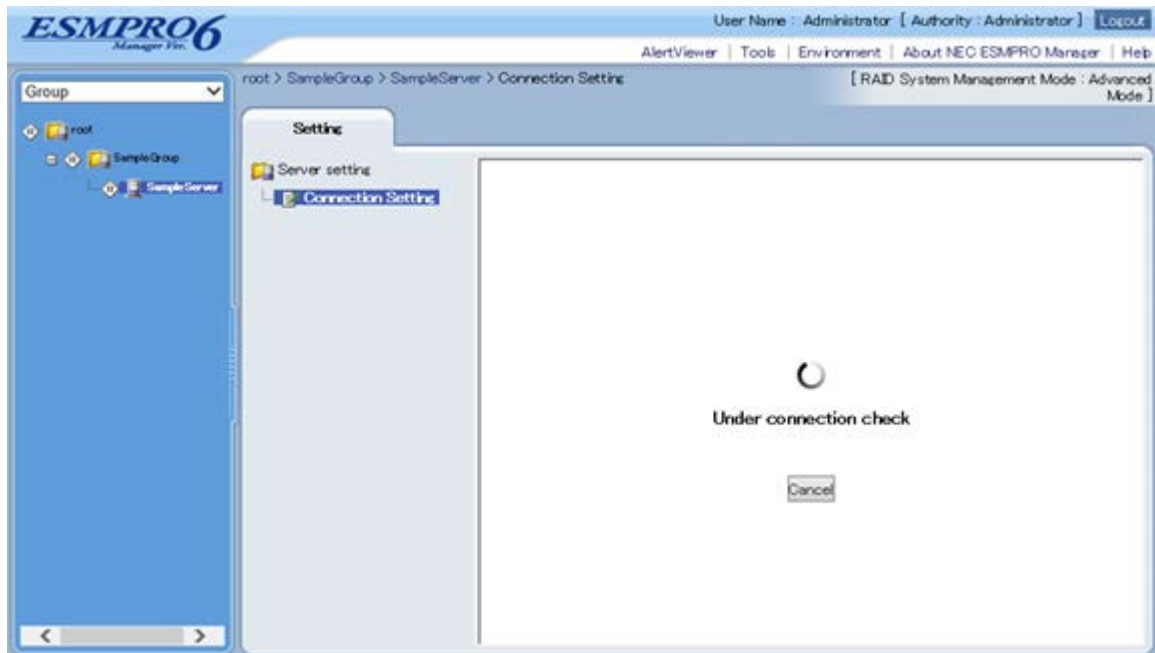 ESMPRO6
Manager Ver.
User Name : Administrator [ Authority : Administrator ] Logout
AlertViewer | Tools | Environment | About NEC ESMPRO Manager | Help
Group
root > SampleGroup > SampleServer > Connection Setting
[ RAID System Management Mode : Advanced
Mode ]
root
SampleGroup
SampleServer
Setting
Server setting
Connection Setting
Under connection check
Cancel